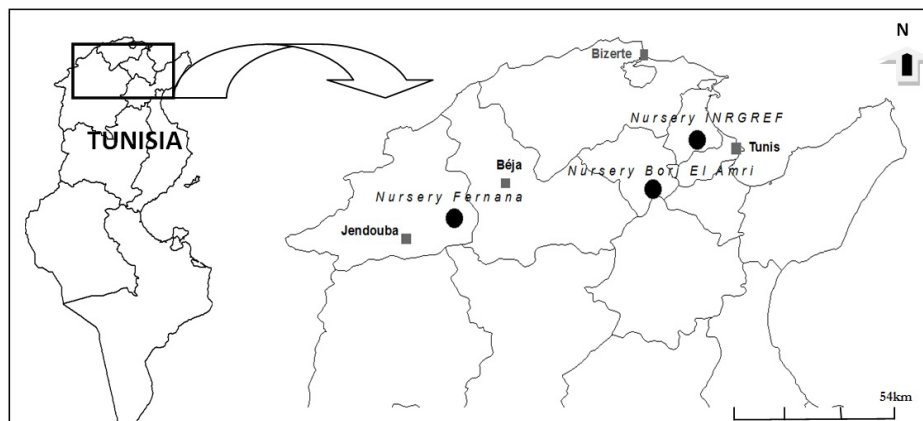 N
Bizerte
TUNISIA
Nursery INRGREF
Tunis
Béja
Nursery Borj El Amri
Nursery Fernana
Jendouba
54km